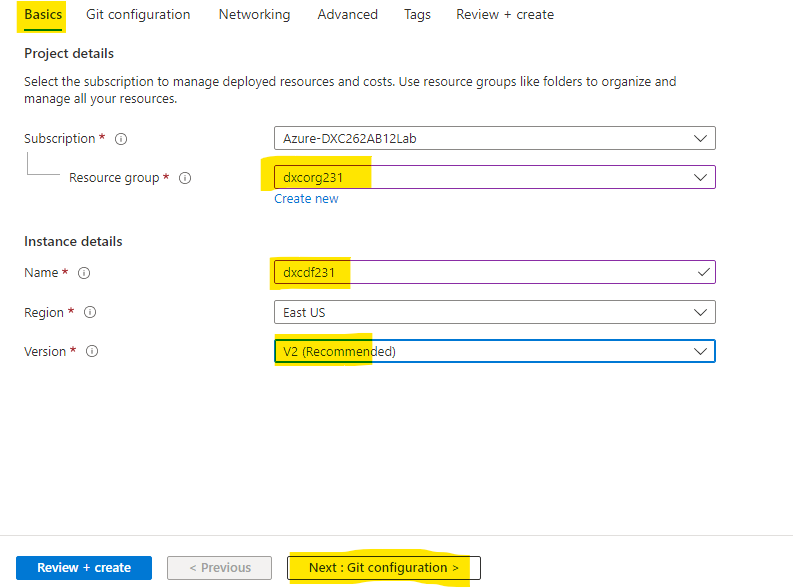 Basics Git configuration Networking Advanced Tags Review + create
Project details
Select the subscription to manage deployed resources and costs. Use resource groups like folders to organize and
manage all your resources.
Subscription * Azure-DXC262AB12Lab
Resource group * dxcorg231
Create new
Instance details
Name * dxcdf231
Region * East US
Version * V2 (Recommended)
Review + create < Previous Next : Git configuration >